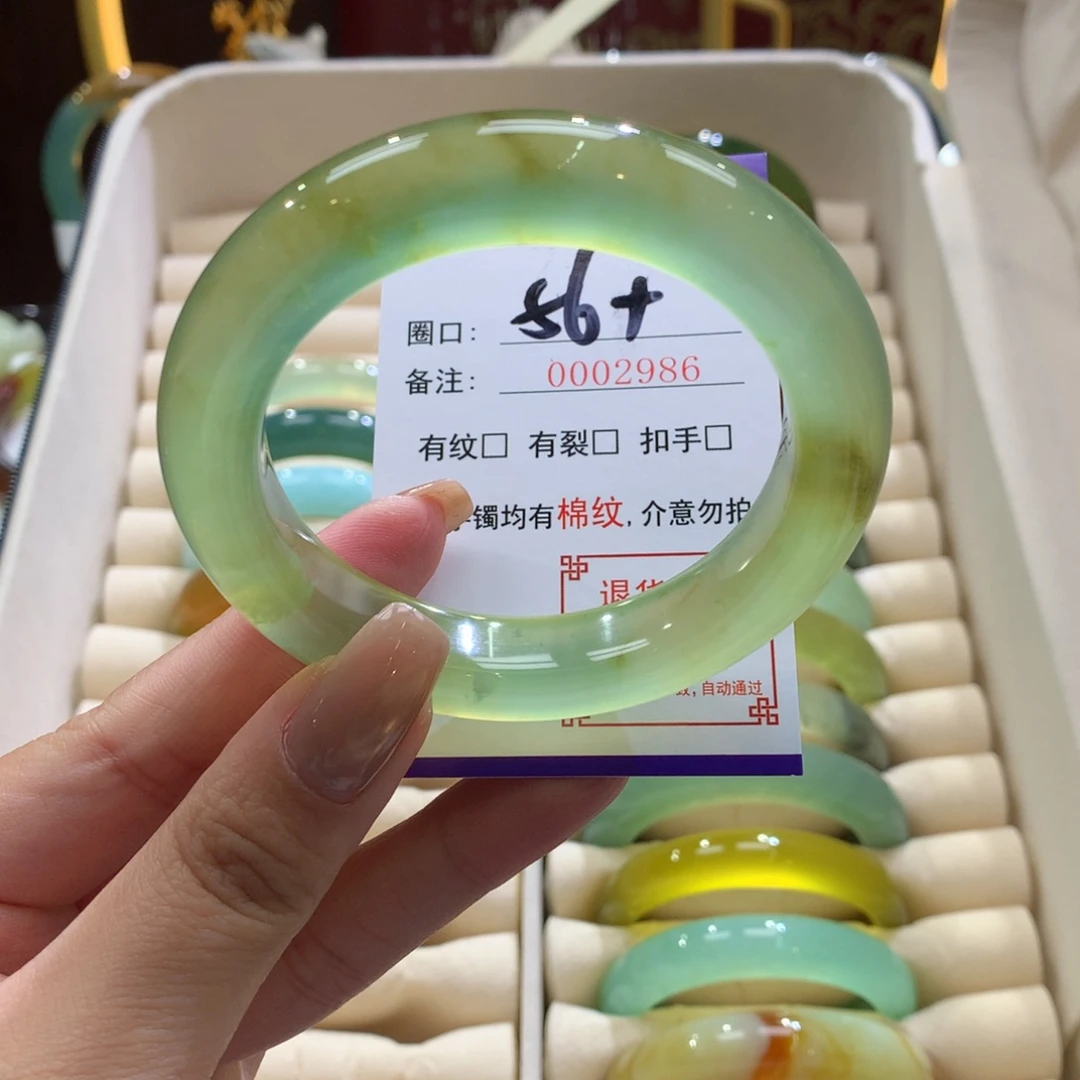 圈口: 56+
备注: 0002986
有纹□ 有裂□ 扣手□
镯均有棉纹, 介意勿拍
退货
自动通过